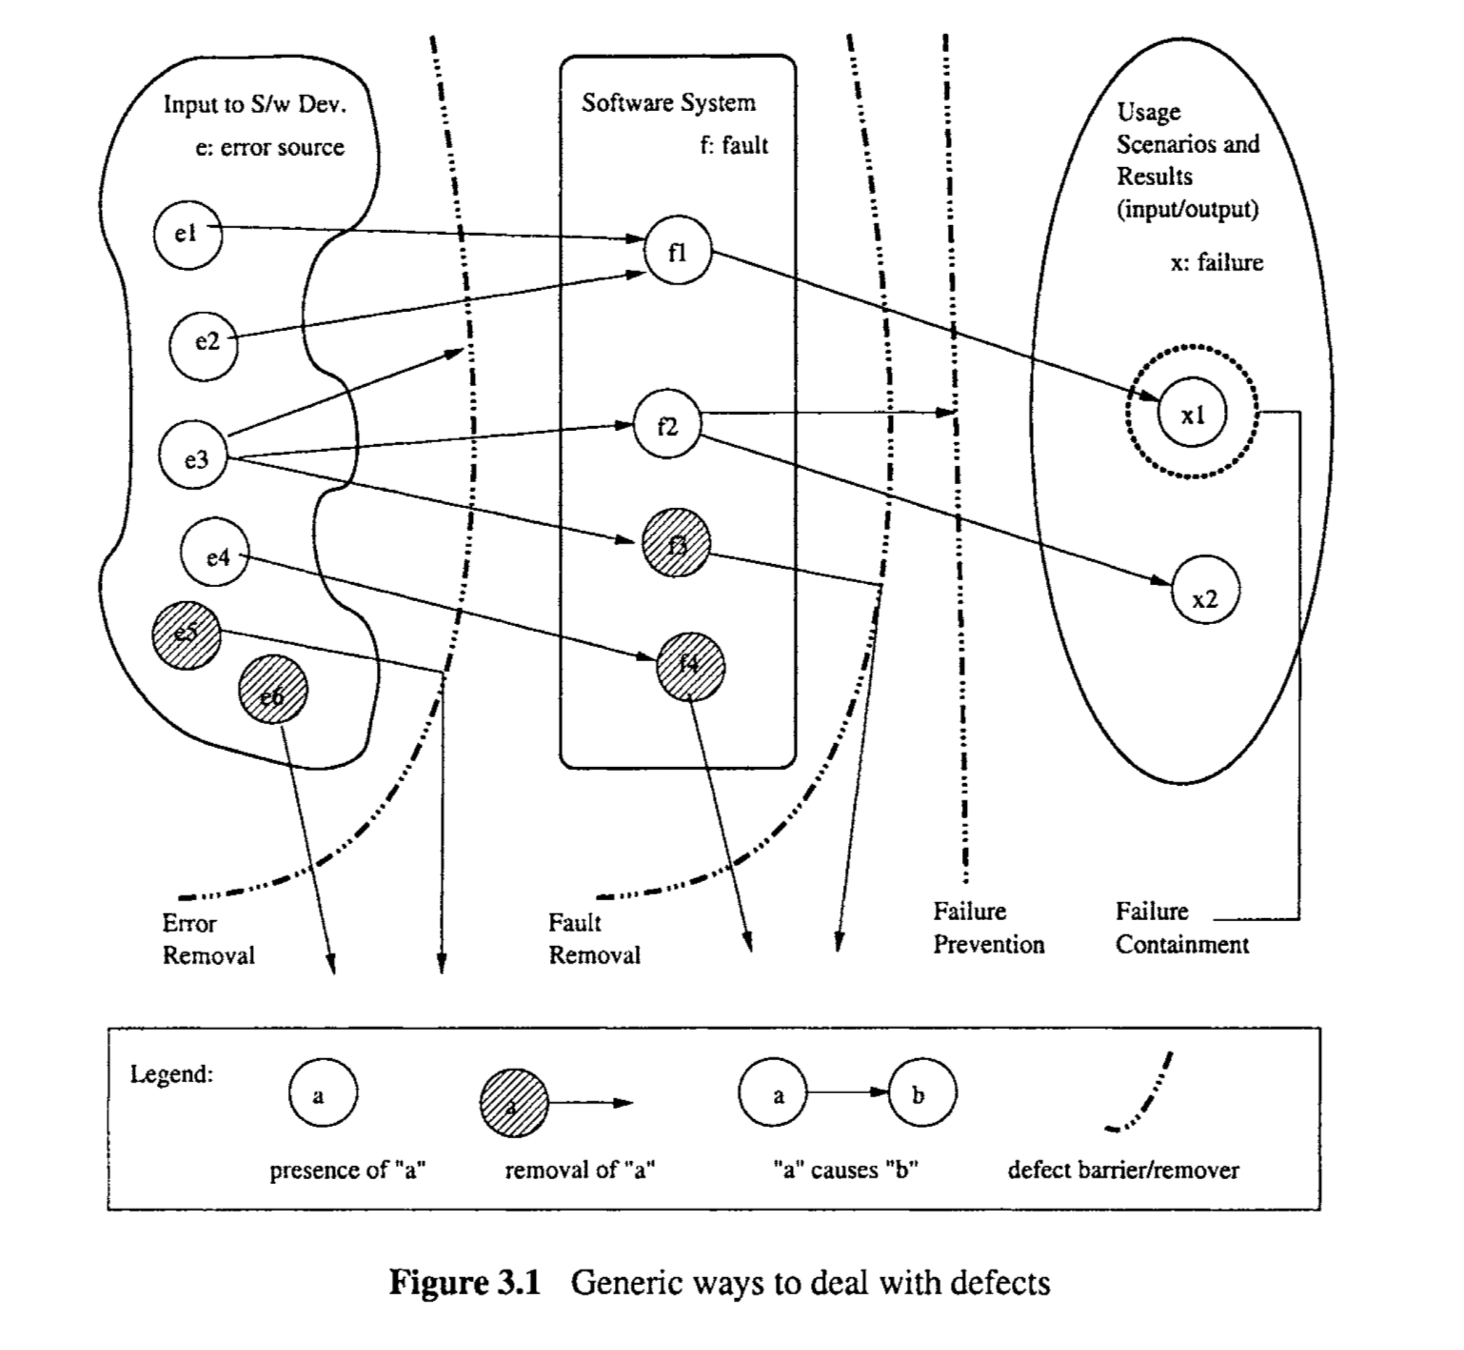 Input to S/w Dev.
e: error source
e1
e2
e3
e4
e5
e6
Error
Removal
Software System
f: fault
f1
f2
f3
f4
Fault
Removal
Failure
Prevention
Usage
Scenarios and
Results
(input/output)
x: failure
x1
x2
Failure
Containment
Legend:
a
presence of "a"
a
removal of "a"
a
b
"a" causes "b"
defect barrier/remover
Figure 3.1 Generic ways to deal with defects